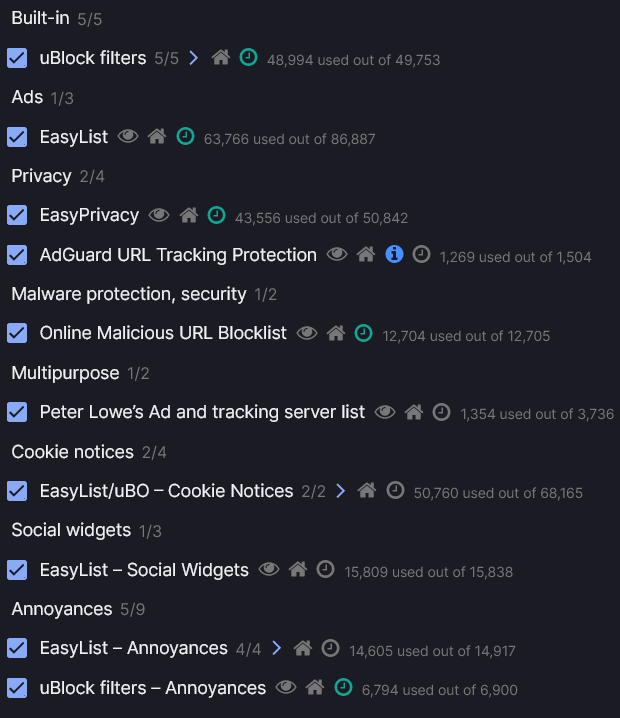 Built-in 5/5
uBlock filters 5/5 48,994 used out of 49,753
Ads 1/3
EasyList 63,766 used out of 86,887
Privacy 2/4
EasyPrivacy 43,556 used out of 50,842
AdGuard URL Tracking Protection 1,269 used out of 1,504
Malware protection, security 1/2
Online Malicious URL Blocklist 12,704 used out of 12,705
Multipurpose 1/2
Peter Lowe’s Ad and tracking server list 1,354 used out of 3,736
Cookie notices 2/4
EasyList/uBO – Cookie Notices 2/2 50,760 used out of 68,165
Social widgets 1/3
EasyList – Social Widgets 15,809 used out of 15,838
Annoyances 5/9
EasyList – Annoyances 4/4 14,605 used out of 14,917
uBlock filters – Annoyances 6,794 used out of 6,900